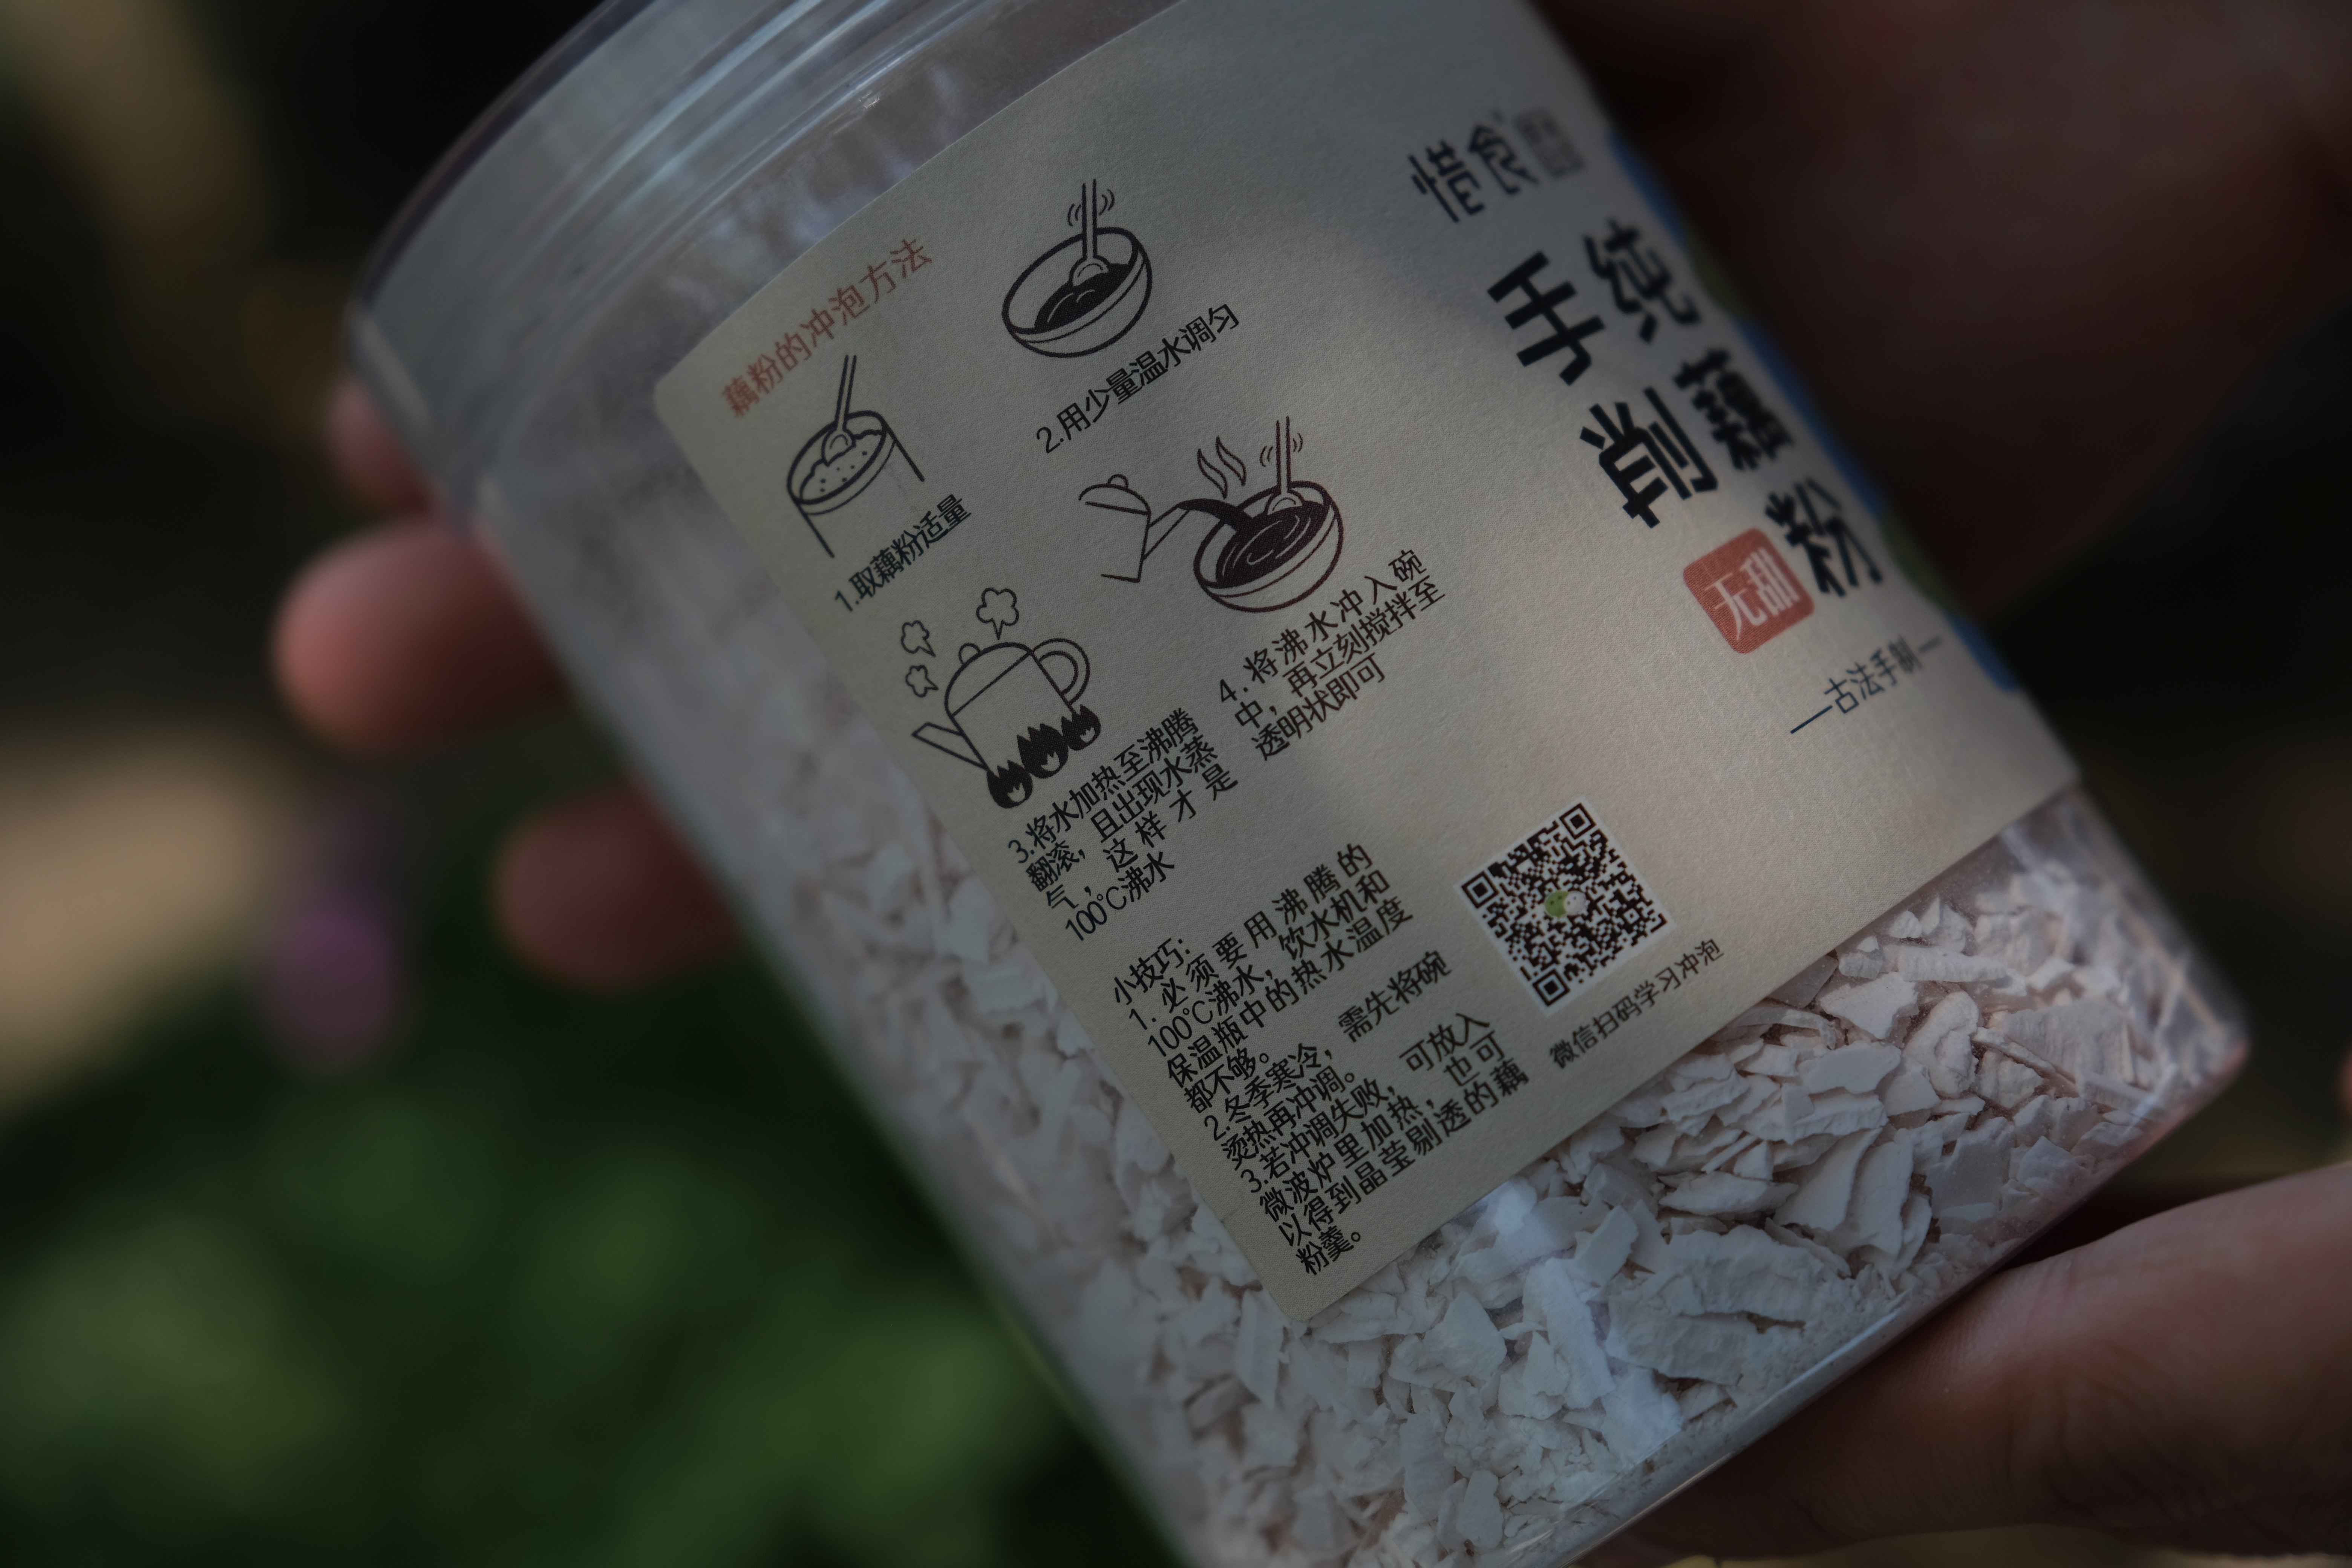 藕粉的冲泡方法
1.取藕粉适量
2.用少量温水调匀
3.将水加热至沸腾
翻滚，且出现水蒸
气，这样才是
100℃沸水
4.将沸水冲入碗
中，再立刻搅拌至
透明状即可
小技巧：
1.必须要用沸腾的
100℃沸水，饮水机和
保温瓶中的热水温度
都不够。
2.冬季寒冷，需先将碗
烫热再冲调。
3.若冲调失败，可放入
微波炉里加热，也可
以得到晶莹剔透的藕
粉羹。
微信扫码学习冲泡
惜食
纯藕粉
手削
无甜
—古法手制—